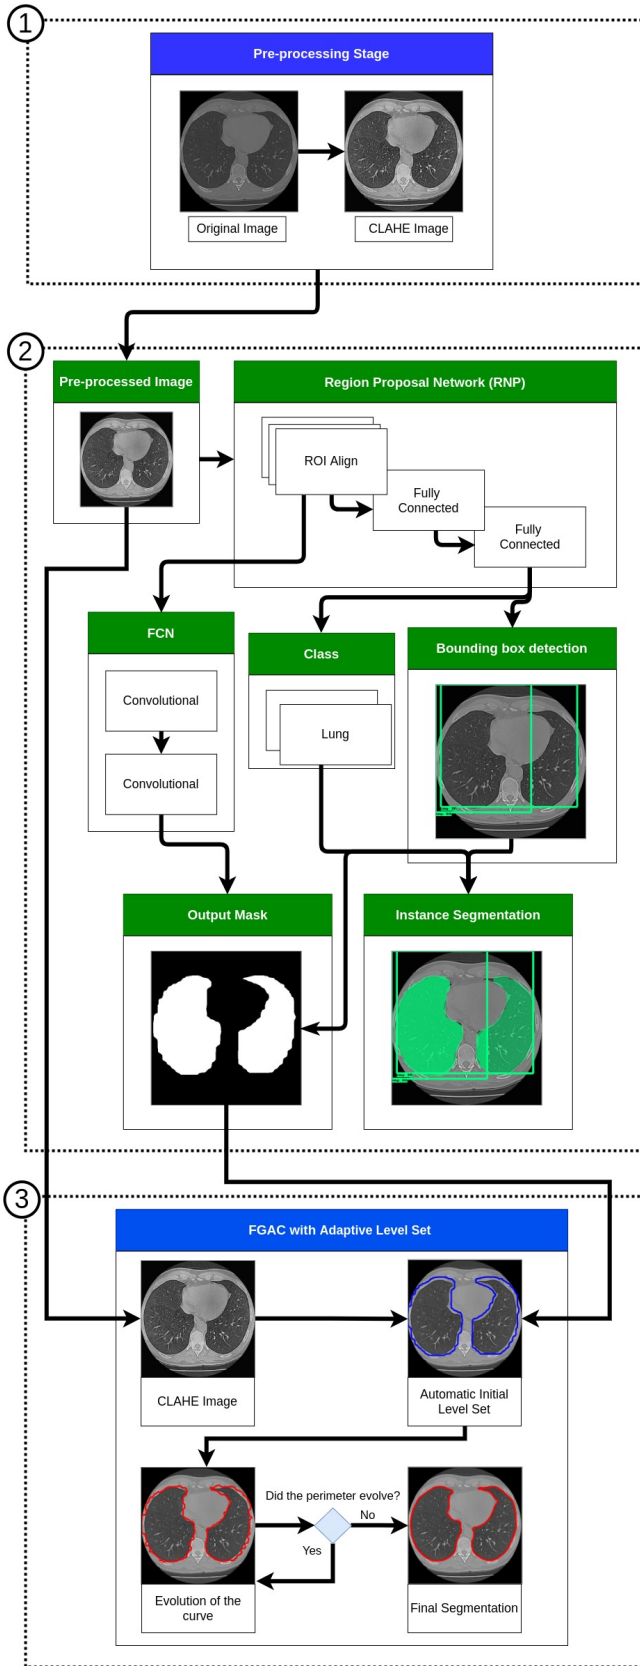 1
Pre-processing Stage
Original Image
CLAHE Image
2
Pre-processed Image
Region Proposal Network (RNP)
ROI Align
Fully
Connected
Fully
Connected
FCN
Convolutional
Convolutional
Class
Lung
Bounding box detection
Output Mask
Instance Segmentation
3
FGAC with Adaptive Level Set
CLAHE Image
Automatic Initial
Level Set
Did the perimeter evolve?
No
Yes
Evolution of the
curve
Final Segmentation